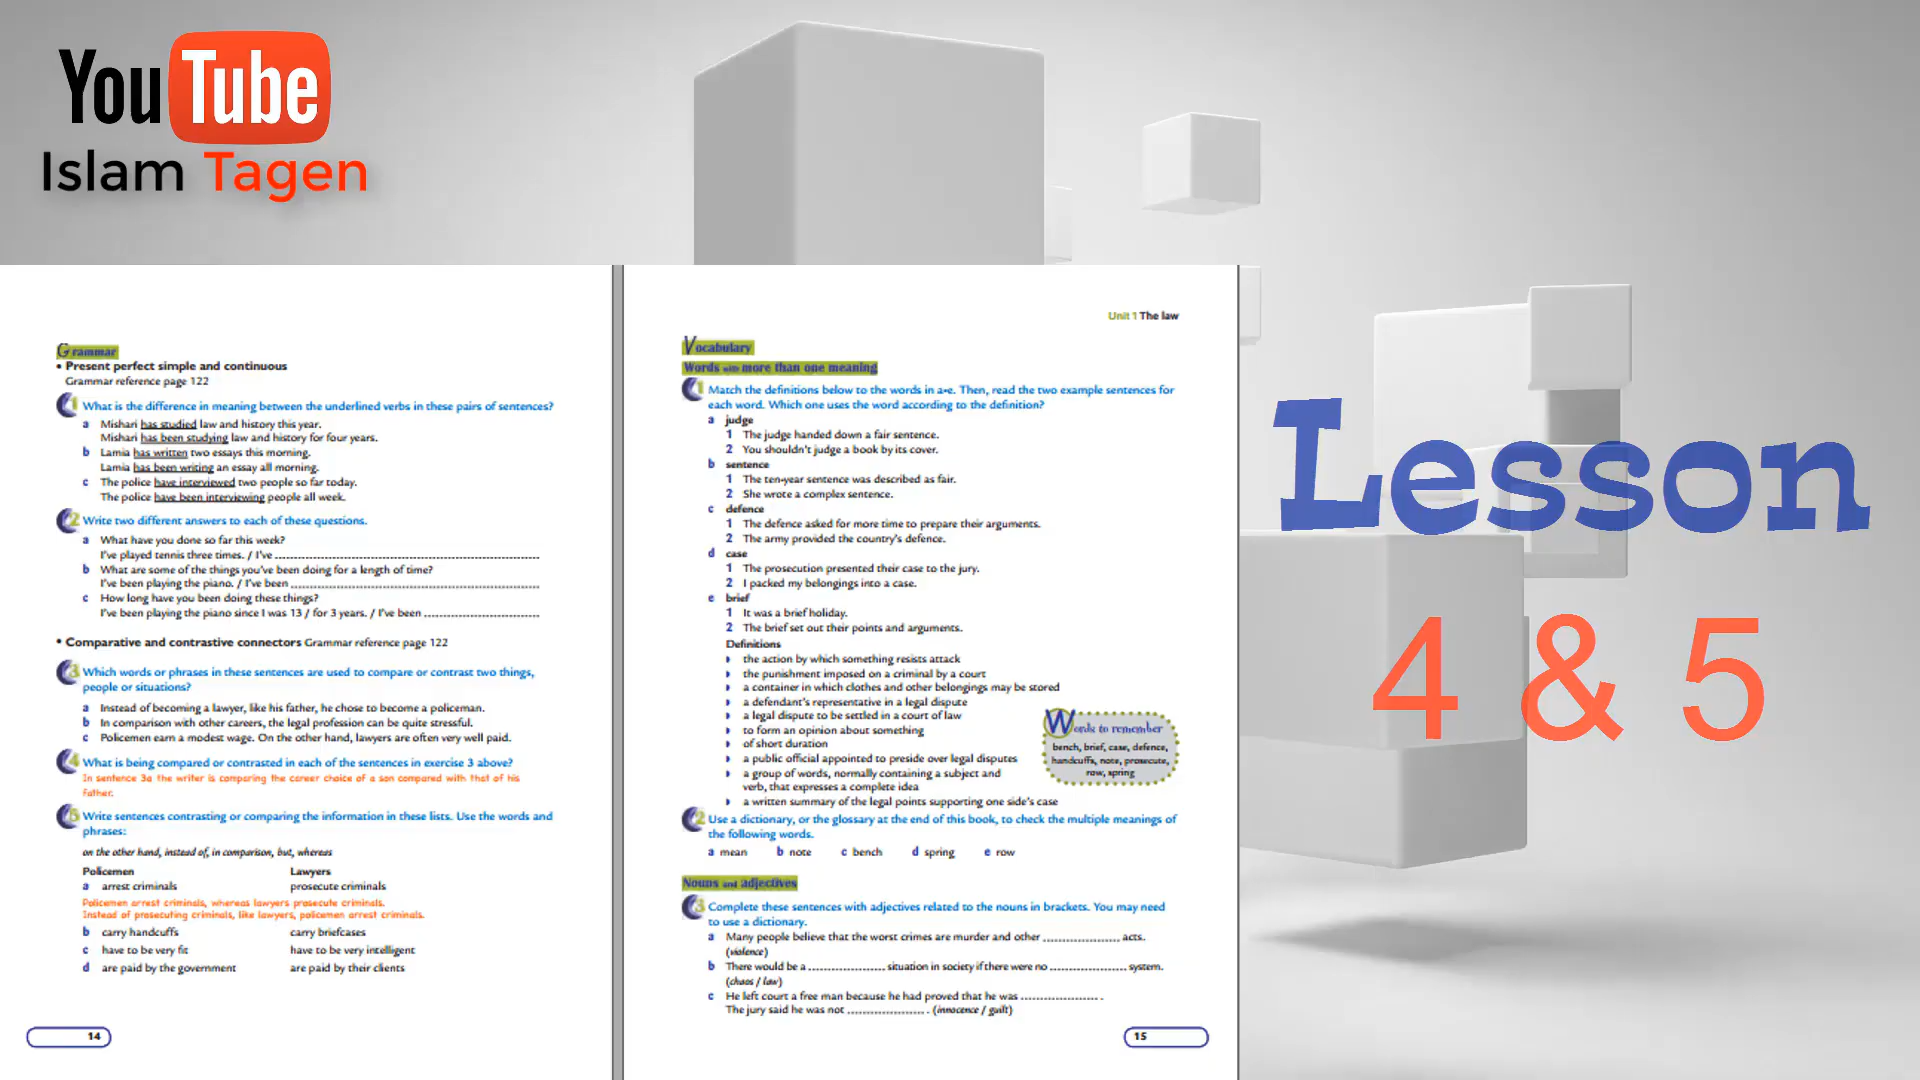 YouTube
Islam Tagen
Lesson
4 & 5
Grammar
• Present perfect simple and continuous
Grammar reference page 122
1 What is the difference in meaning between the underlined verbs in these pairs of sentences?
a Mishari has studied law and history this year.
Mishari has been studying law and history for four years.
b Lamia has written two essays this morning.
Lamia has been writing an essay all morning.
c The police have interviewed two people so far today.
The police have been interviewing people all week.
2 Write two different answers to each of these questions.
a What have you done so far this week?
I've played tennis three times. / I've ..........
b What are some of the things you've been doing for a length of time?
I've been playing the piano. / I've been ..........
c How long have you been doing these things?
I've been playing the piano since I was 13 / for 3 years. / I've been ..........
• Comparative and contrastive connectors Grammar reference page 122
3 Which words or phrases in these sentences are used to compare or contrast two things,
people or situations?
a Instead of becoming a lawyer, like his father, he chose to become a policeman.
b In comparison with other careers, the legal profession can be quite stressful.
c Policemen earn a modest wage. On the other hand, lawyers are often very well paid.
4 What is being compared or contrasted in each of the sentences in exercise 3 above?
In sentence 3a the writer is comparing the career choice of a son compared with that of his
father.
5 Write sentences contrasting or comparing the information in these lists. Use the words and
phrases:
on the other hand, instead of, in comparison, but, whereas
Policemen Lawyers
a arrest criminals prosecute criminals
Policemen arrest criminals, whereas lawyers prosecute criminals.
Instead of prosecuting criminals, like lawyers, policemen arrest criminals.
b carry handcuffs carry briefcases
c have to be very fit have to be very intelligent
d are paid by the government are paid by their clients
14
Unit 1 The law
Vocabulary
Words with more than one meaning
1 Match the definitions below to the words in a-e. Then, read the two example sentences for
each word. Which one uses the word according to the definition?
a judge
1 The judge handed down a fair sentence.
2 You shouldn't judge a book by its cover.
b sentence
1 The ten-year sentence was described as fair.
2 She wrote a complex sentence.
c defence
1 The defence asked for more time to prepare their arguments.
2 The army provided the country's defence.
d case
1 The prosecution presented their case to the jury.
2 I packed my belongings into a case.
e brief
1 It was a brief holiday.
2 The brief set out their points and arguments.
Definitions
the action by which something resists attack
the punishment imposed on a criminal by a court
a container in which clothes and other belongings may be stored
a defendant's representative in a legal dispute
a legal dispute to be settled in a court of law
to form an opinion about something
of short duration
a public official appointed to preside over legal disputes
a group of words, normally containing a subject and
verb, that expresses a complete idea
a written summary of the legal points supporting one side's case
Words to remember
bench, brief, case, defence,
handcuffs, note, prosecute,
row, spring
2 Use a dictionary, or the glossary at the end of this book, to check the multiple meanings of
the following words.
a mean b note c bench d spring e row
Nouns and adjectives
3 Complete these sentences with adjectives related to the nouns in brackets. You may need
to use a dictionary.
a Many people believe that the worst crimes are murder and other .......... acts.
(violence)
b There would be a .......... situation in society if there were no .......... system.
(chaos / law)
c He left court a free man because he had proved that he was .......... .
The jury said he was not .......... . (innocence / guilt)
15